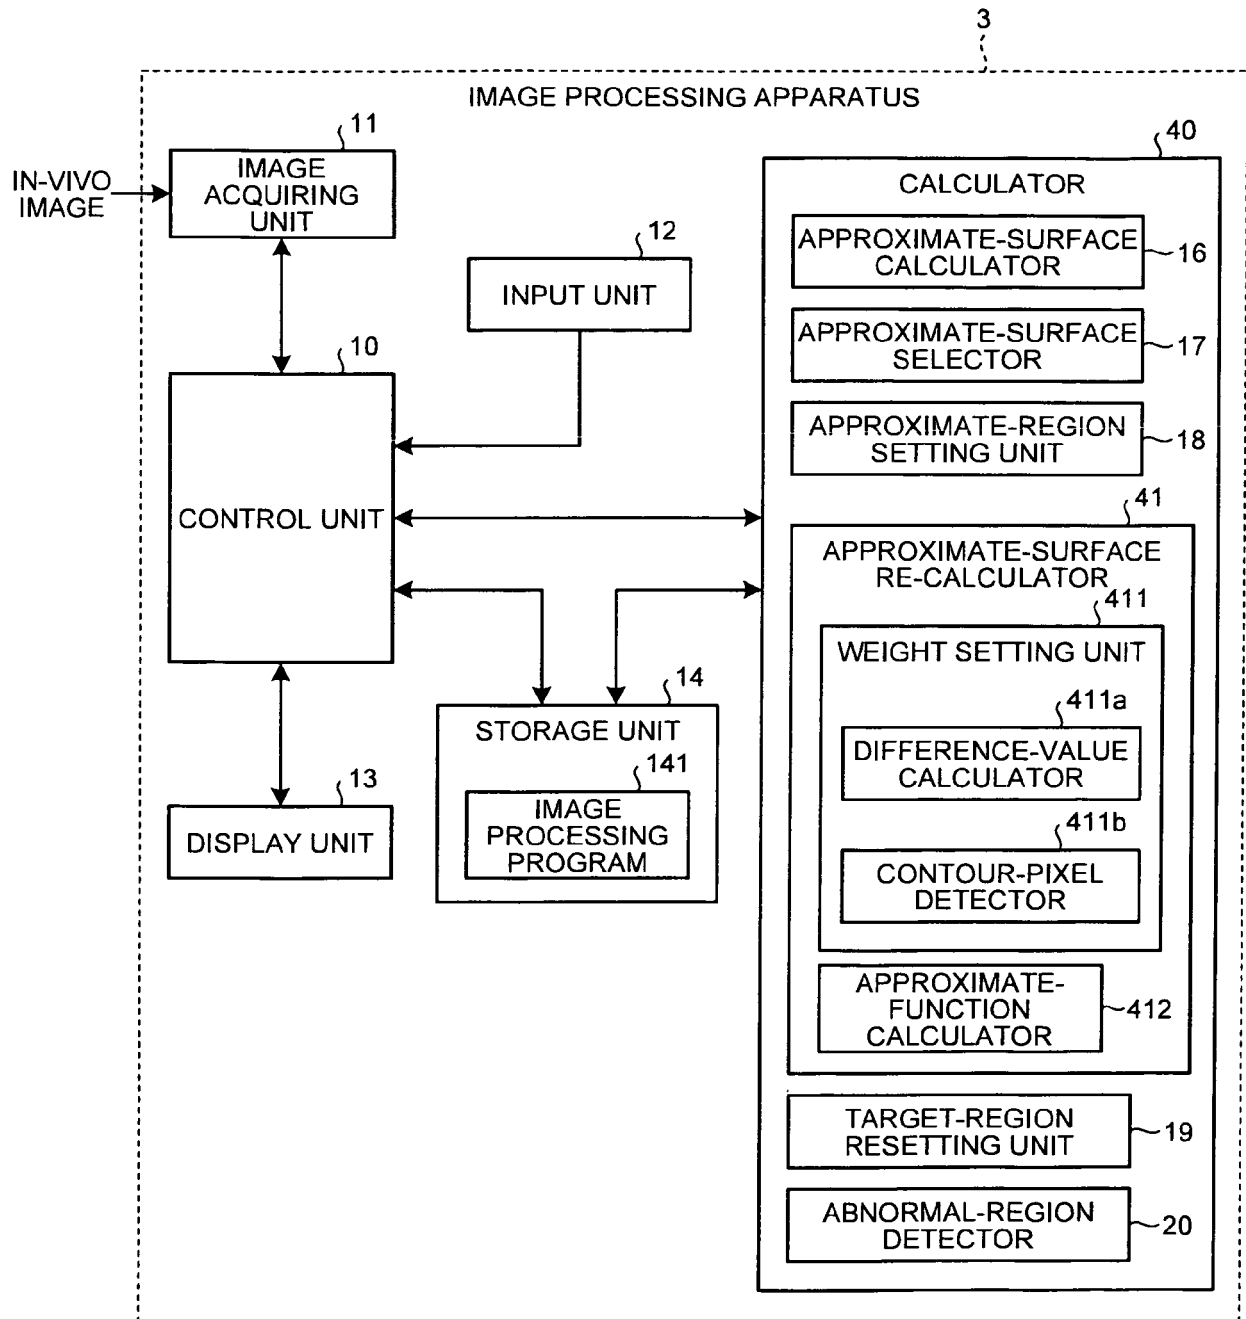 3
IMAGE PROCESSING APPARATUS
11
IMAGE
ACQUIRING
UNIT
IN-VIVO
IMAGE
12
INPUT UNIT
10
CONTROL UNIT
13
DISPLAY UNIT
14
STORAGE UNIT
141
IMAGE
PROCESSING
PROGRAM
40
CALCULATOR
APPROXIMATE-SURFACE
CALCULATOR
16
APPROXIMATE-SURFACE
SELECTOR
17
APPROXIMATE-REGION
SETTING UNIT
18
41
APPROXIMATE-SURFACE
RE-CALCULATOR
411
WEIGHT SETTING UNIT
411a
DIFFERENCE-VALUE
CALCULATOR
411b
CONTOUR-PIXEL
DETECTOR
APPROXIMATE-
FUNCTION
CALCULATOR
412
TARGET-REGION
RESETTING UNIT
19
ABNORMAL-REGION
DETECTOR
20